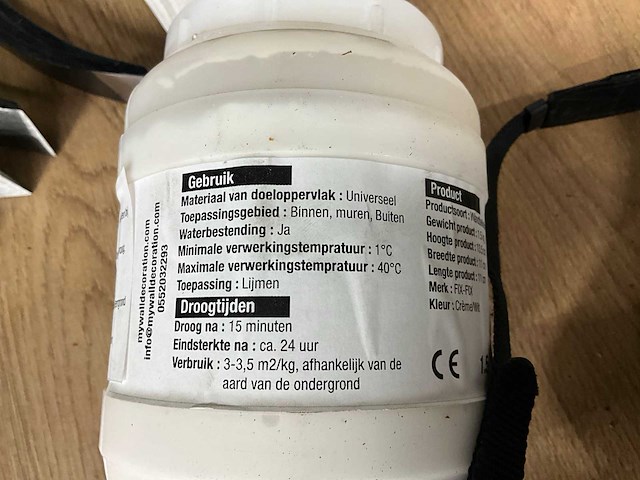 Gebruik
Materiaal van doeloppervlak : Universeel
Toepassingsgebied : Binnen, muren, Buiten
Waterbestending : Ja
Minimale verwerkingstempratuur : 1°C
Maximale verwerkingstempratuur : 40°C
Toepassing : Lijmen
Droogtijden
Droog na : 15 minuten
Eindsterkte na : ca. 24 uur
Verbruik : 3-3,5 m2/kg, afhankelijk van de
aard van de ondergrond
mywalldecoration.com
info@mywalldecoration.com
0552032293
Product
Productsoort :
Gewicht product :
Hoogte product :
Breedte product :
Lengte product :
Merk : FIX-FIX
Kleur : Crème/Wit
CE